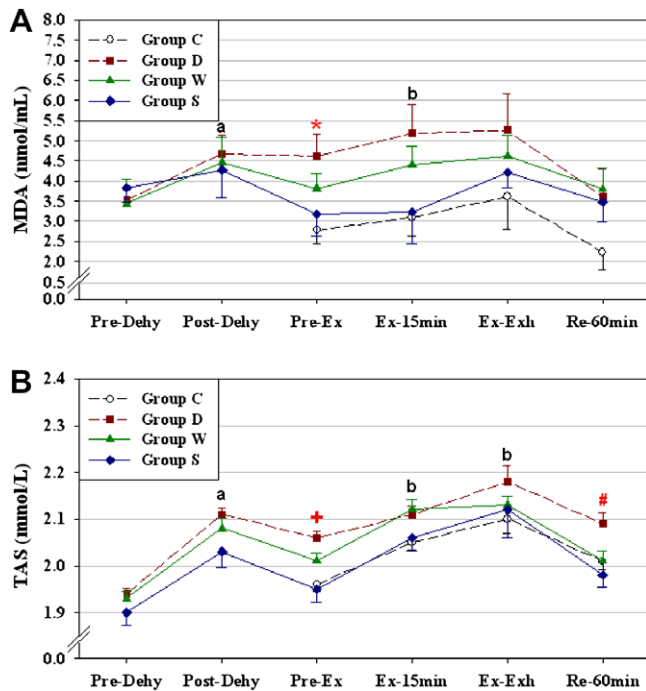 A
MDA (nmol/mL)
8.0
7.5
7.0
6.5
6.0
5.5
5.0
4.5
4.0
3.5
3.0
2.5
2.0
0.5
0.0
Group C
Group D
Group W
Group S
a
*
b
Pre-Dehy Post-Dehy Pre-Ex Ex-15min Ex-Exh Re-60min
B
TAS (mmol/L)
2.4
2.3
2.2
2.1
2.0
1.9
0.0
Group C
Group D
Group W
Group S
a
+
b
b
#
Pre-Dehy Post-Dehy Pre-Ex Ex-15min Ex-Exh Re-60min